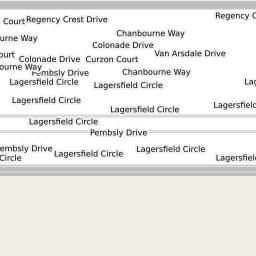 Regency C
Court
Regency Crest Drive
Chanbourne Way
urne Way
Colonade Drive
Van Arsdale Drive
ourt
Colonade Drive
Curzon Court
ourne Way
Pembsly Drive
Chanbourne Way
Lagersfield Circle
Lagersfield Circle
Lag
Lagersfield Circle
Lagersfield
Lagersfield Circle
Lagersfield Circle
Pembsly Drive
embsly Drive
Lagersfield Circle
Lagersfield Circle
Circle
Lagersfiel